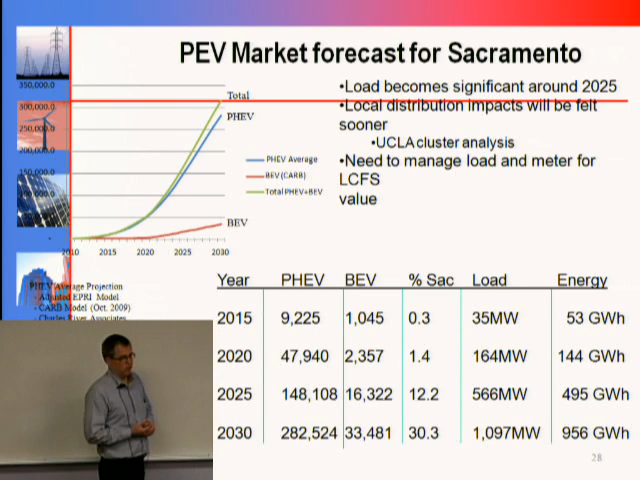 PEV Market forecast for Sacramento
•Load becomes significant around 2025
•Local distribution impacts will be felt
sooner
•UCLA cluster analysis
•Need to manage load and meter for
LCFS
value
350,000.0
300,000.0
250,000.0
200,000.0
150,000.0
Total
PHEV
BEV
PHEV Average
BEV (CARB)
Total PHEV+BEV
2010 2015 2020 2025 2030
PHEV Average Projection
- Adjusted EPRI Model
- CARB Model (Oct. 2009)
- Charles River Associates
Year PHEV BEV % Sac Load Energy
2015 9,225 1,045 0.3 35MW 53 GWh
2020 47,940 2,357 1.4 164MW 144 GWh
2025 148,108 16,322 12.2 566MW 495 GWh
2030 282,524 33,481 30.3 1,097MW 956 GWh
28